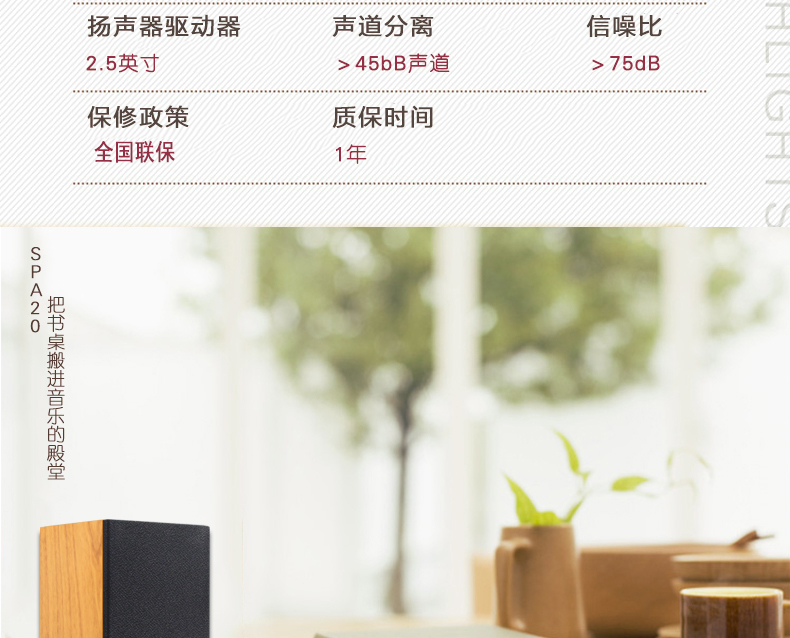 扬声器驱动器 声道分离 信噪比
2.5英寸 >45bB声道 >75dB
保修政策 质保时间
全国联保 1年
HLIGHTS
SPA20
把书桌搬进音乐的殿堂